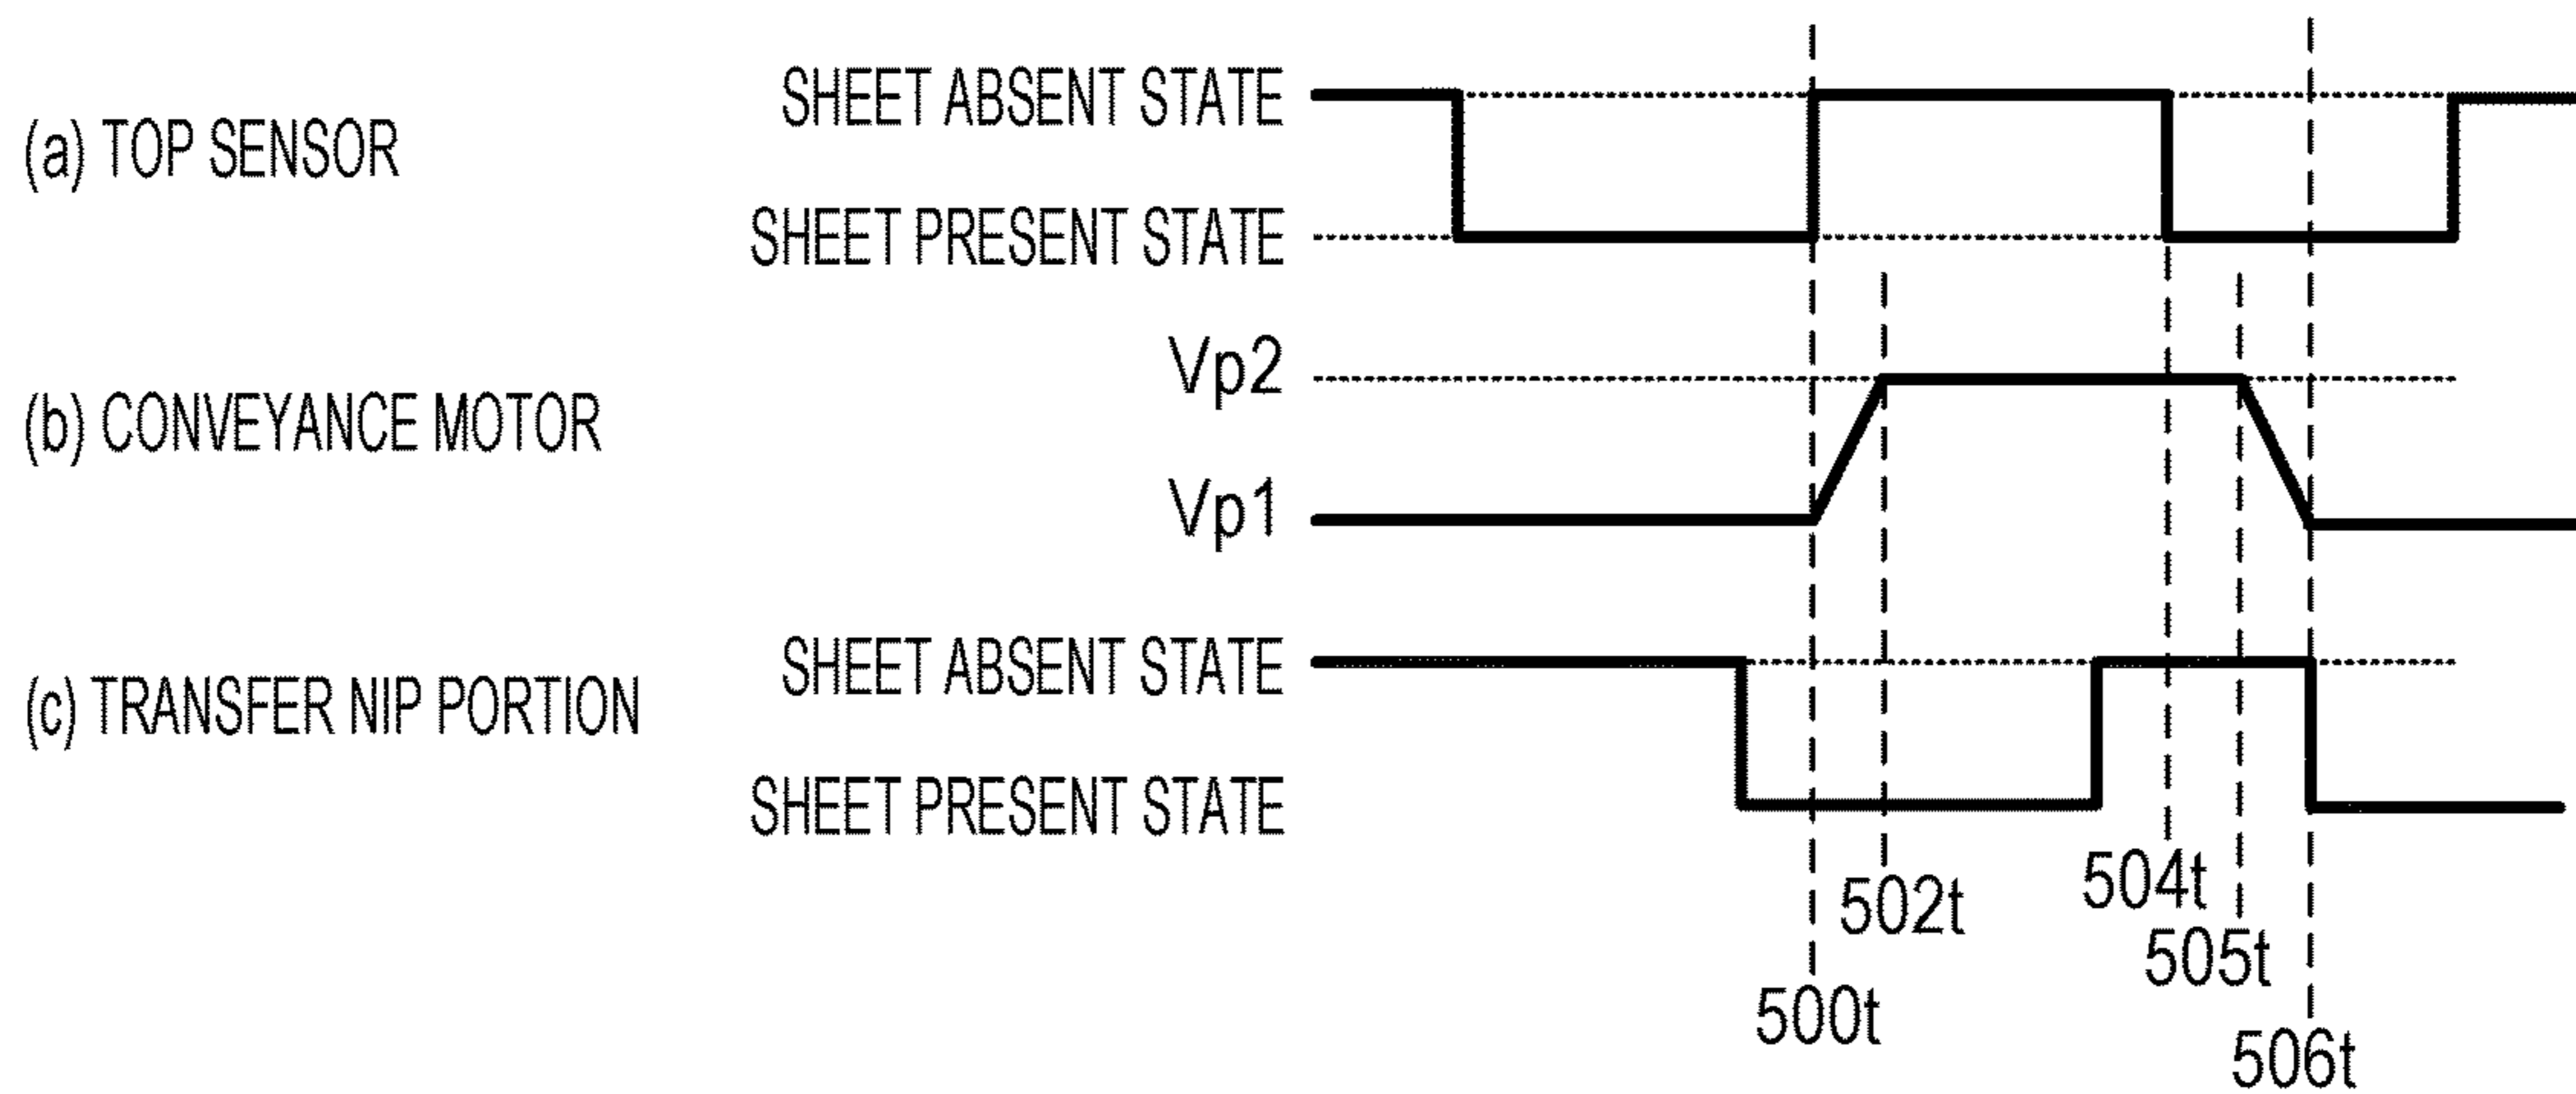 SHEET ABSENT STATE
(a) TOP SENSOR
SHEET PRESENT STATE
Vp2
(b) CONVEYANCE MOTOR
Vp1
SHEET ABSENT STATE
(c) TRANSFER NIP PORTION
SHEET PRESENT STATE
504t
502t
505t
500t
506t